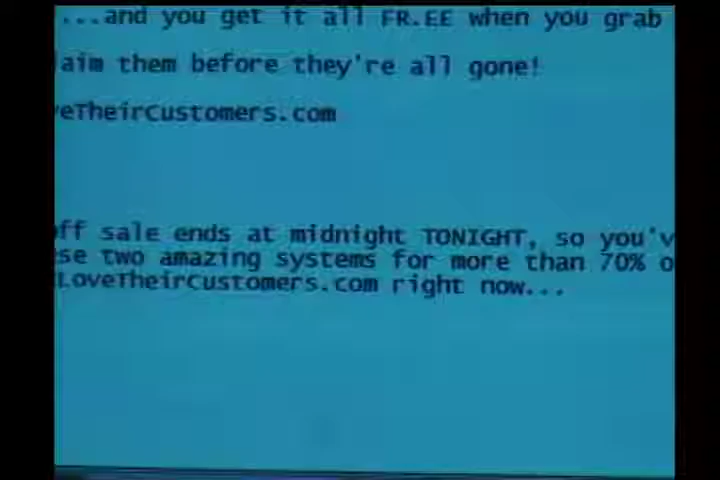 ...and you get it all FR.EE when you grab
aim them before they're all gone!
veTheirCustomers.com
off sale ends at midnight TONIGHT, so you'v
se two amazing systems for more than 70% o
LoveTheirCustomers.com right now...